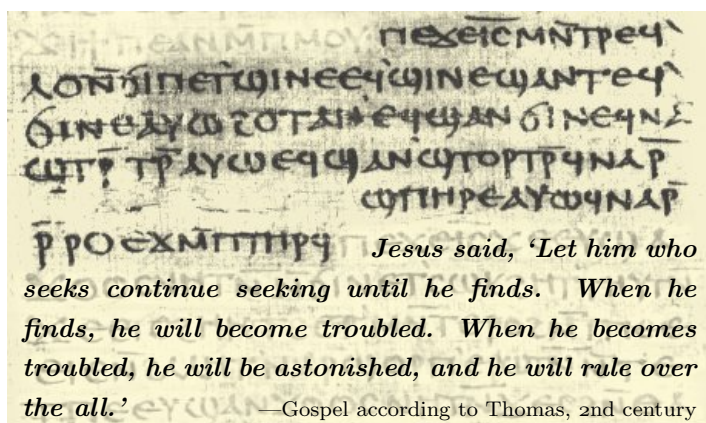 ⲡⲉϫⲉⲓ̅ⲥ̅ⲙⲛ̅ⲧⲣⲉϥ
ⲗⲟⲛ̅ϭⲓⲡⲉⲧϣⲓⲛⲉⲉϥϣⲓⲛⲉϣⲁⲛⲧⲉϥ
ϭⲓⲛⲉⲁⲩⲱϩⲟⲧⲁⲛ ⲉϥϣⲁⲛϭⲓⲛⲉϥⲛⲁ
ϣⲧⲣ̅ⲧⲣ̅ⲁⲩⲱⲉϥϣⲁⲛϣⲧⲟⲣⲧⲣ̅ϥⲛⲁⲣ̅
ϣⲡⲏⲣⲉⲁⲩⲱϥⲛⲁⲣ̅
ⲣ̅ⲣⲟⲉϫⲙ̅ⲡⲧⲏⲣϥ Jesus said, ‘Let him who
seeks continue seeking until he finds. When he
finds, he will become troubled. When he becomes
troubled, he will be astonished, and he will rule over
the all.’ —Gospel according to Thomas, 2nd century